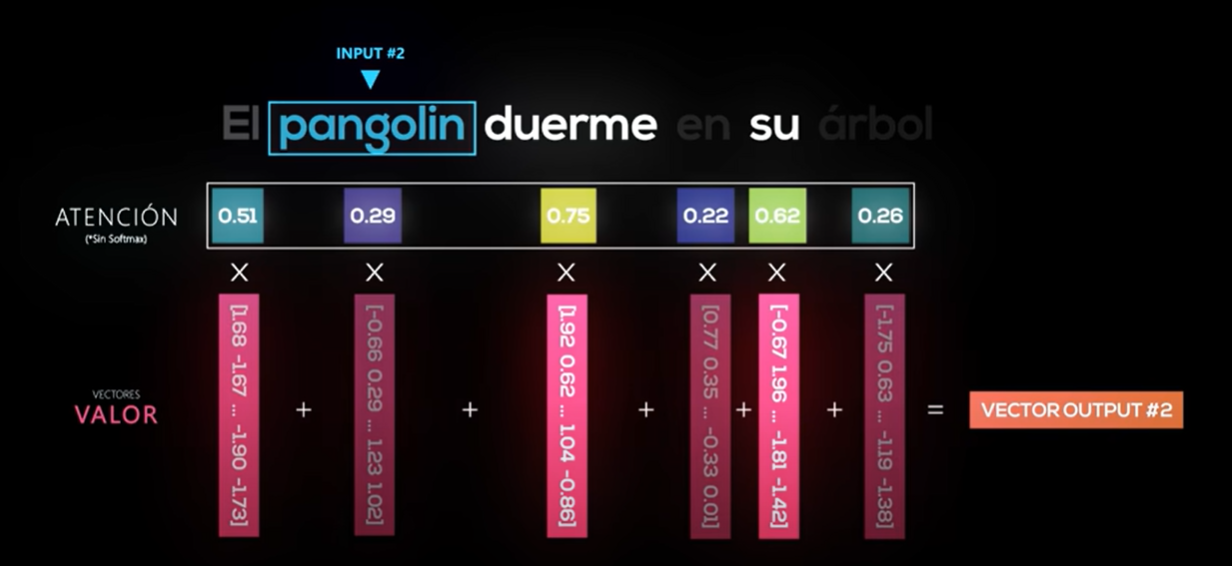 INPUT #2
El pangolin duerme en su árbol
ATENCIÓN
(*Sin Softmax)
0.51 0.29 0.75 0.22 0.62 0.26
X X X X X X
VECTORES
VALOR
[1.68 -1.67 ... -1.90 -1.73]
+
[-0.66 0.29 ... 1.23 1.02]
+
[1.92 0.62 ... 1.04 -0.86]
+
[0.77 0.35 ... -0.33 0.01]
+
[-0.67 1.96 ... -1.81 -1.42]
+
[-1.75 0.63 ... -1.19 -1.38]
=
VECTOR OUTPUT #2